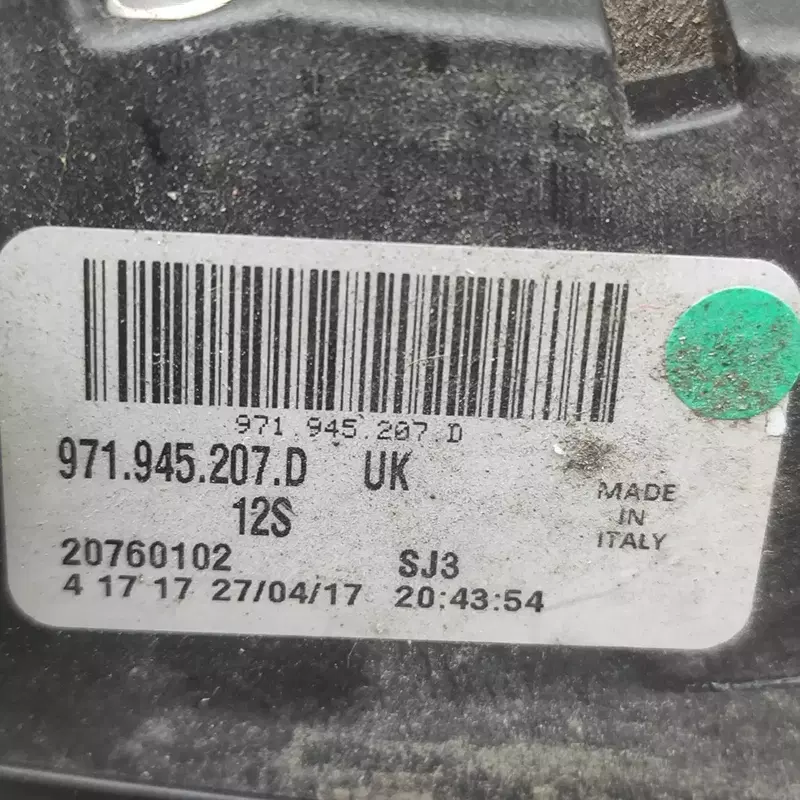 971.945.207.D
971.945.207.D UK
12S
MADE
IN
ITALY
20760102 SJ3
4 17 17 27/04/17 20:43:54